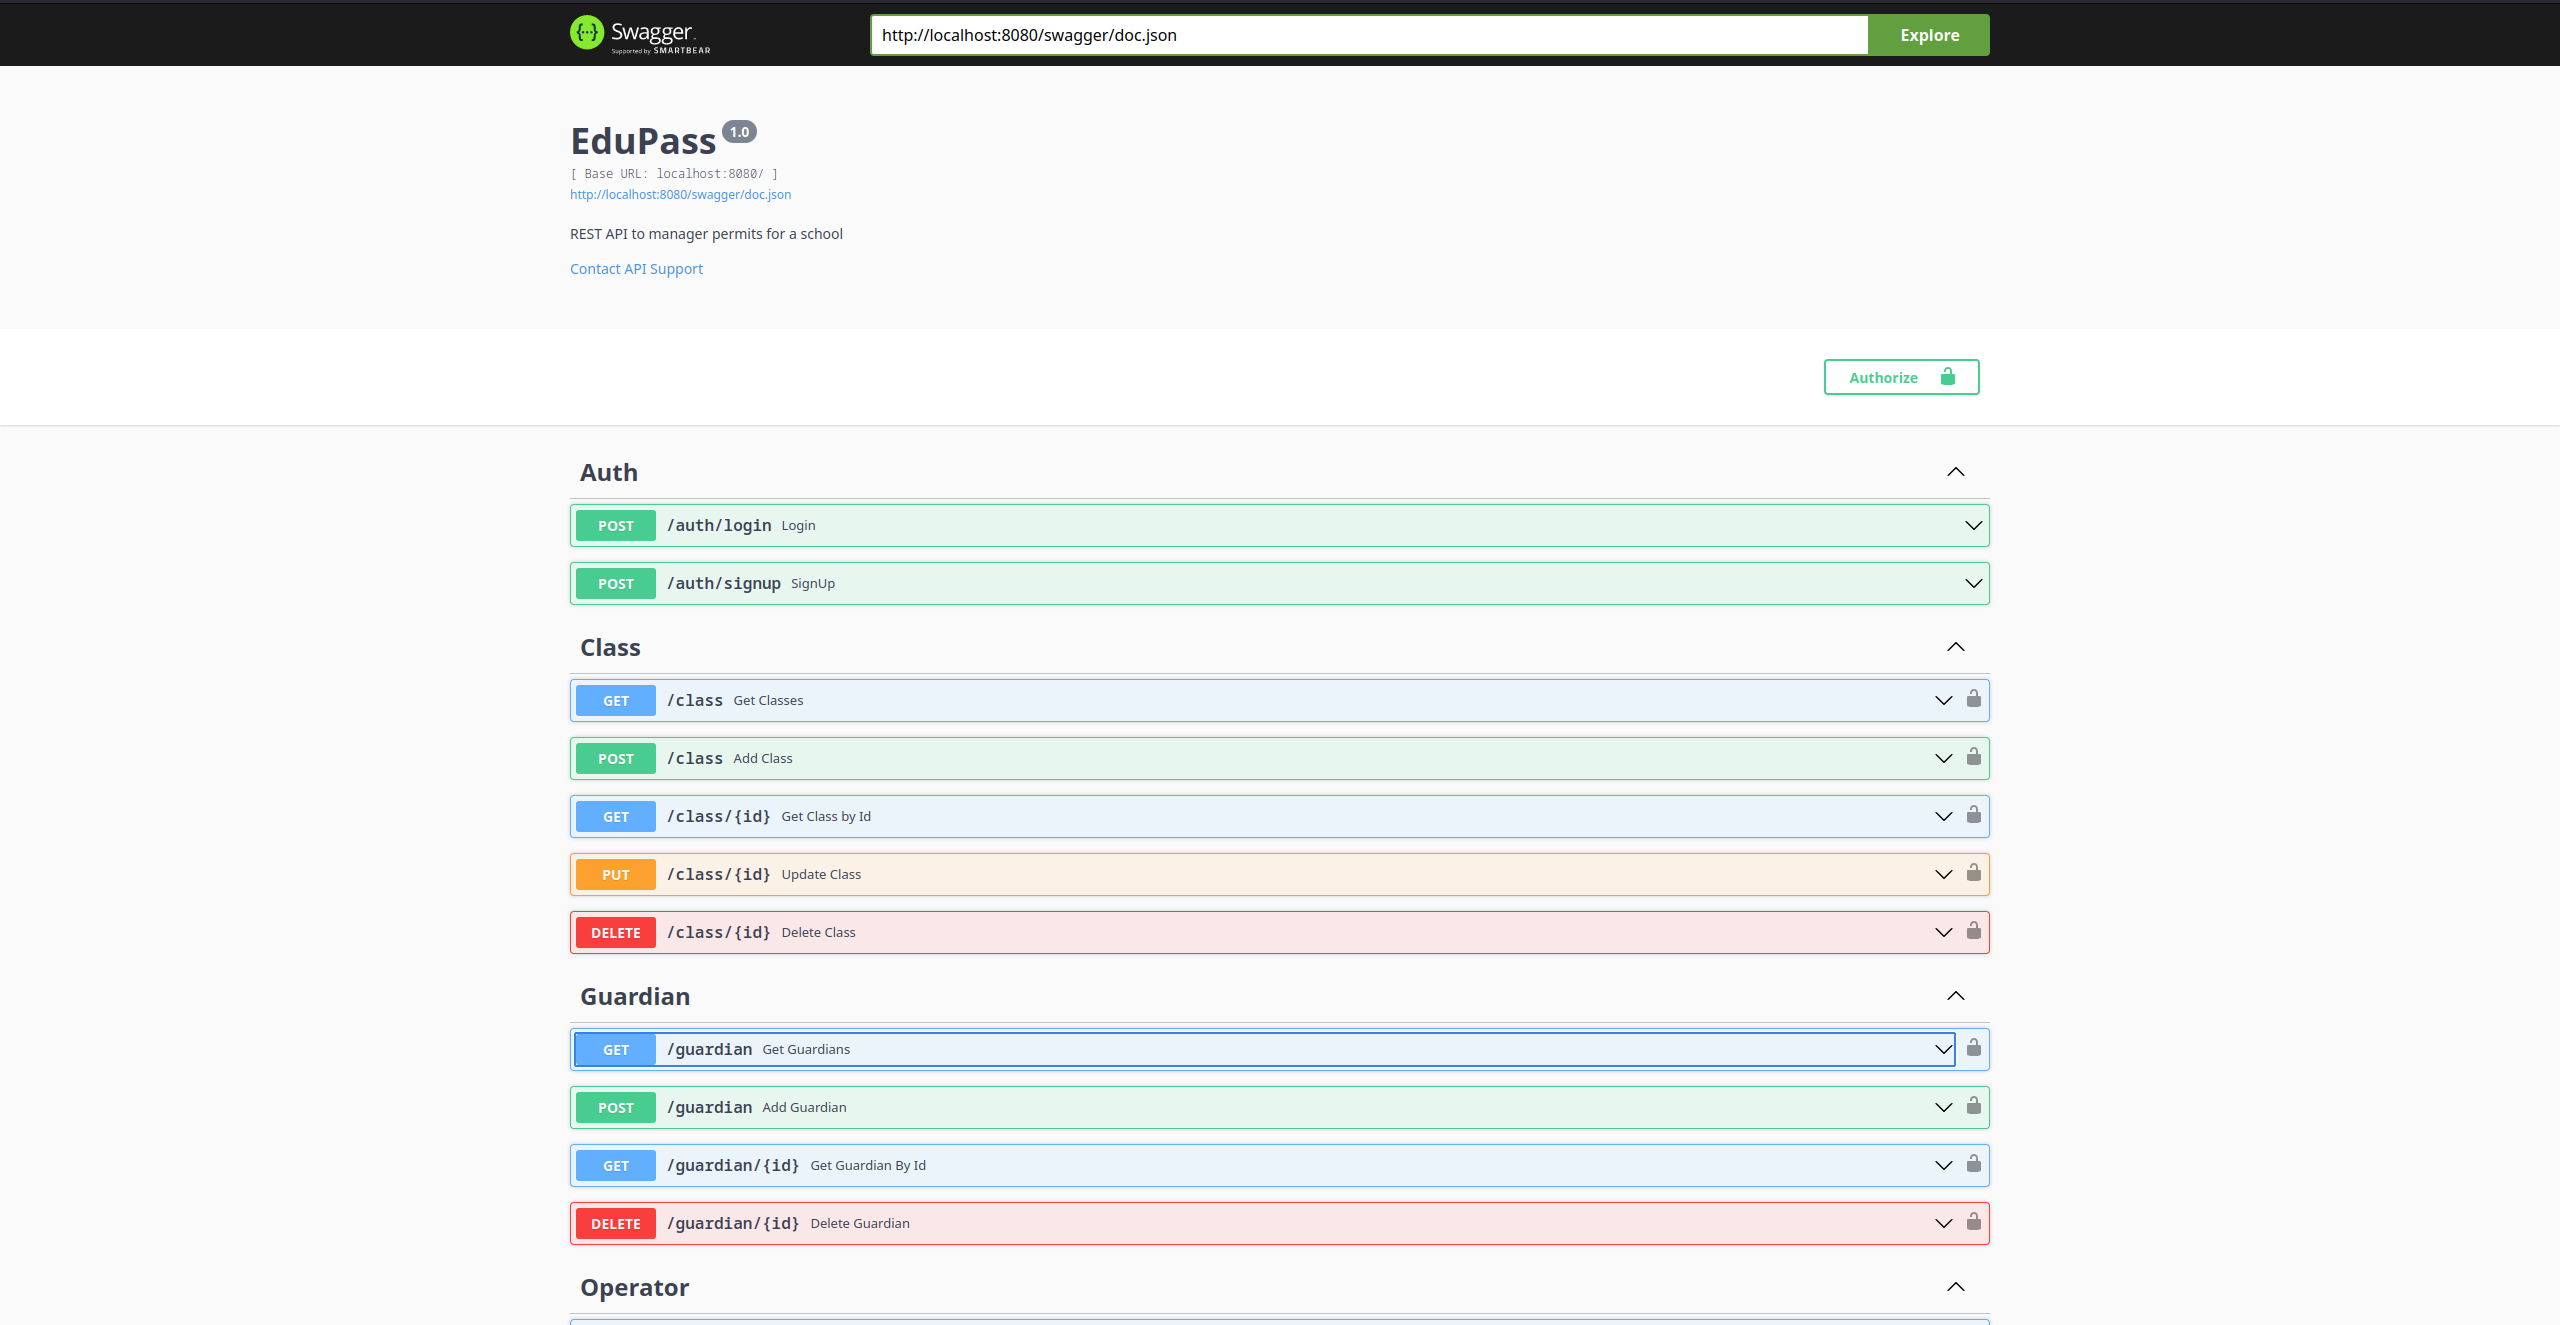 Swagger
Supported by SMARTBEAR
http://localhost:8080/swagger/doc.json
Explore
EduPass 1.0
[ Base URL: localhost:8080/ ]
http://localhost:8080/swagger/doc.json
REST API to manager permits for a school
Contact API Support
Authorize
Auth
POST /auth/login Login
POST /auth/signup SignUp
Class
GET /class Get Classes
POST /class Add Class
GET /class/{id} Get Class by Id
PUT /class/{id} Update Class
DELETE /class/{id} Delete Class
Guardian
GET /guardian Get Guardians
POST /guardian Add Guardian
GET /guardian/{id} Get Guardian By Id
DELETE /guardian/{id} Delete Guardian
Operator